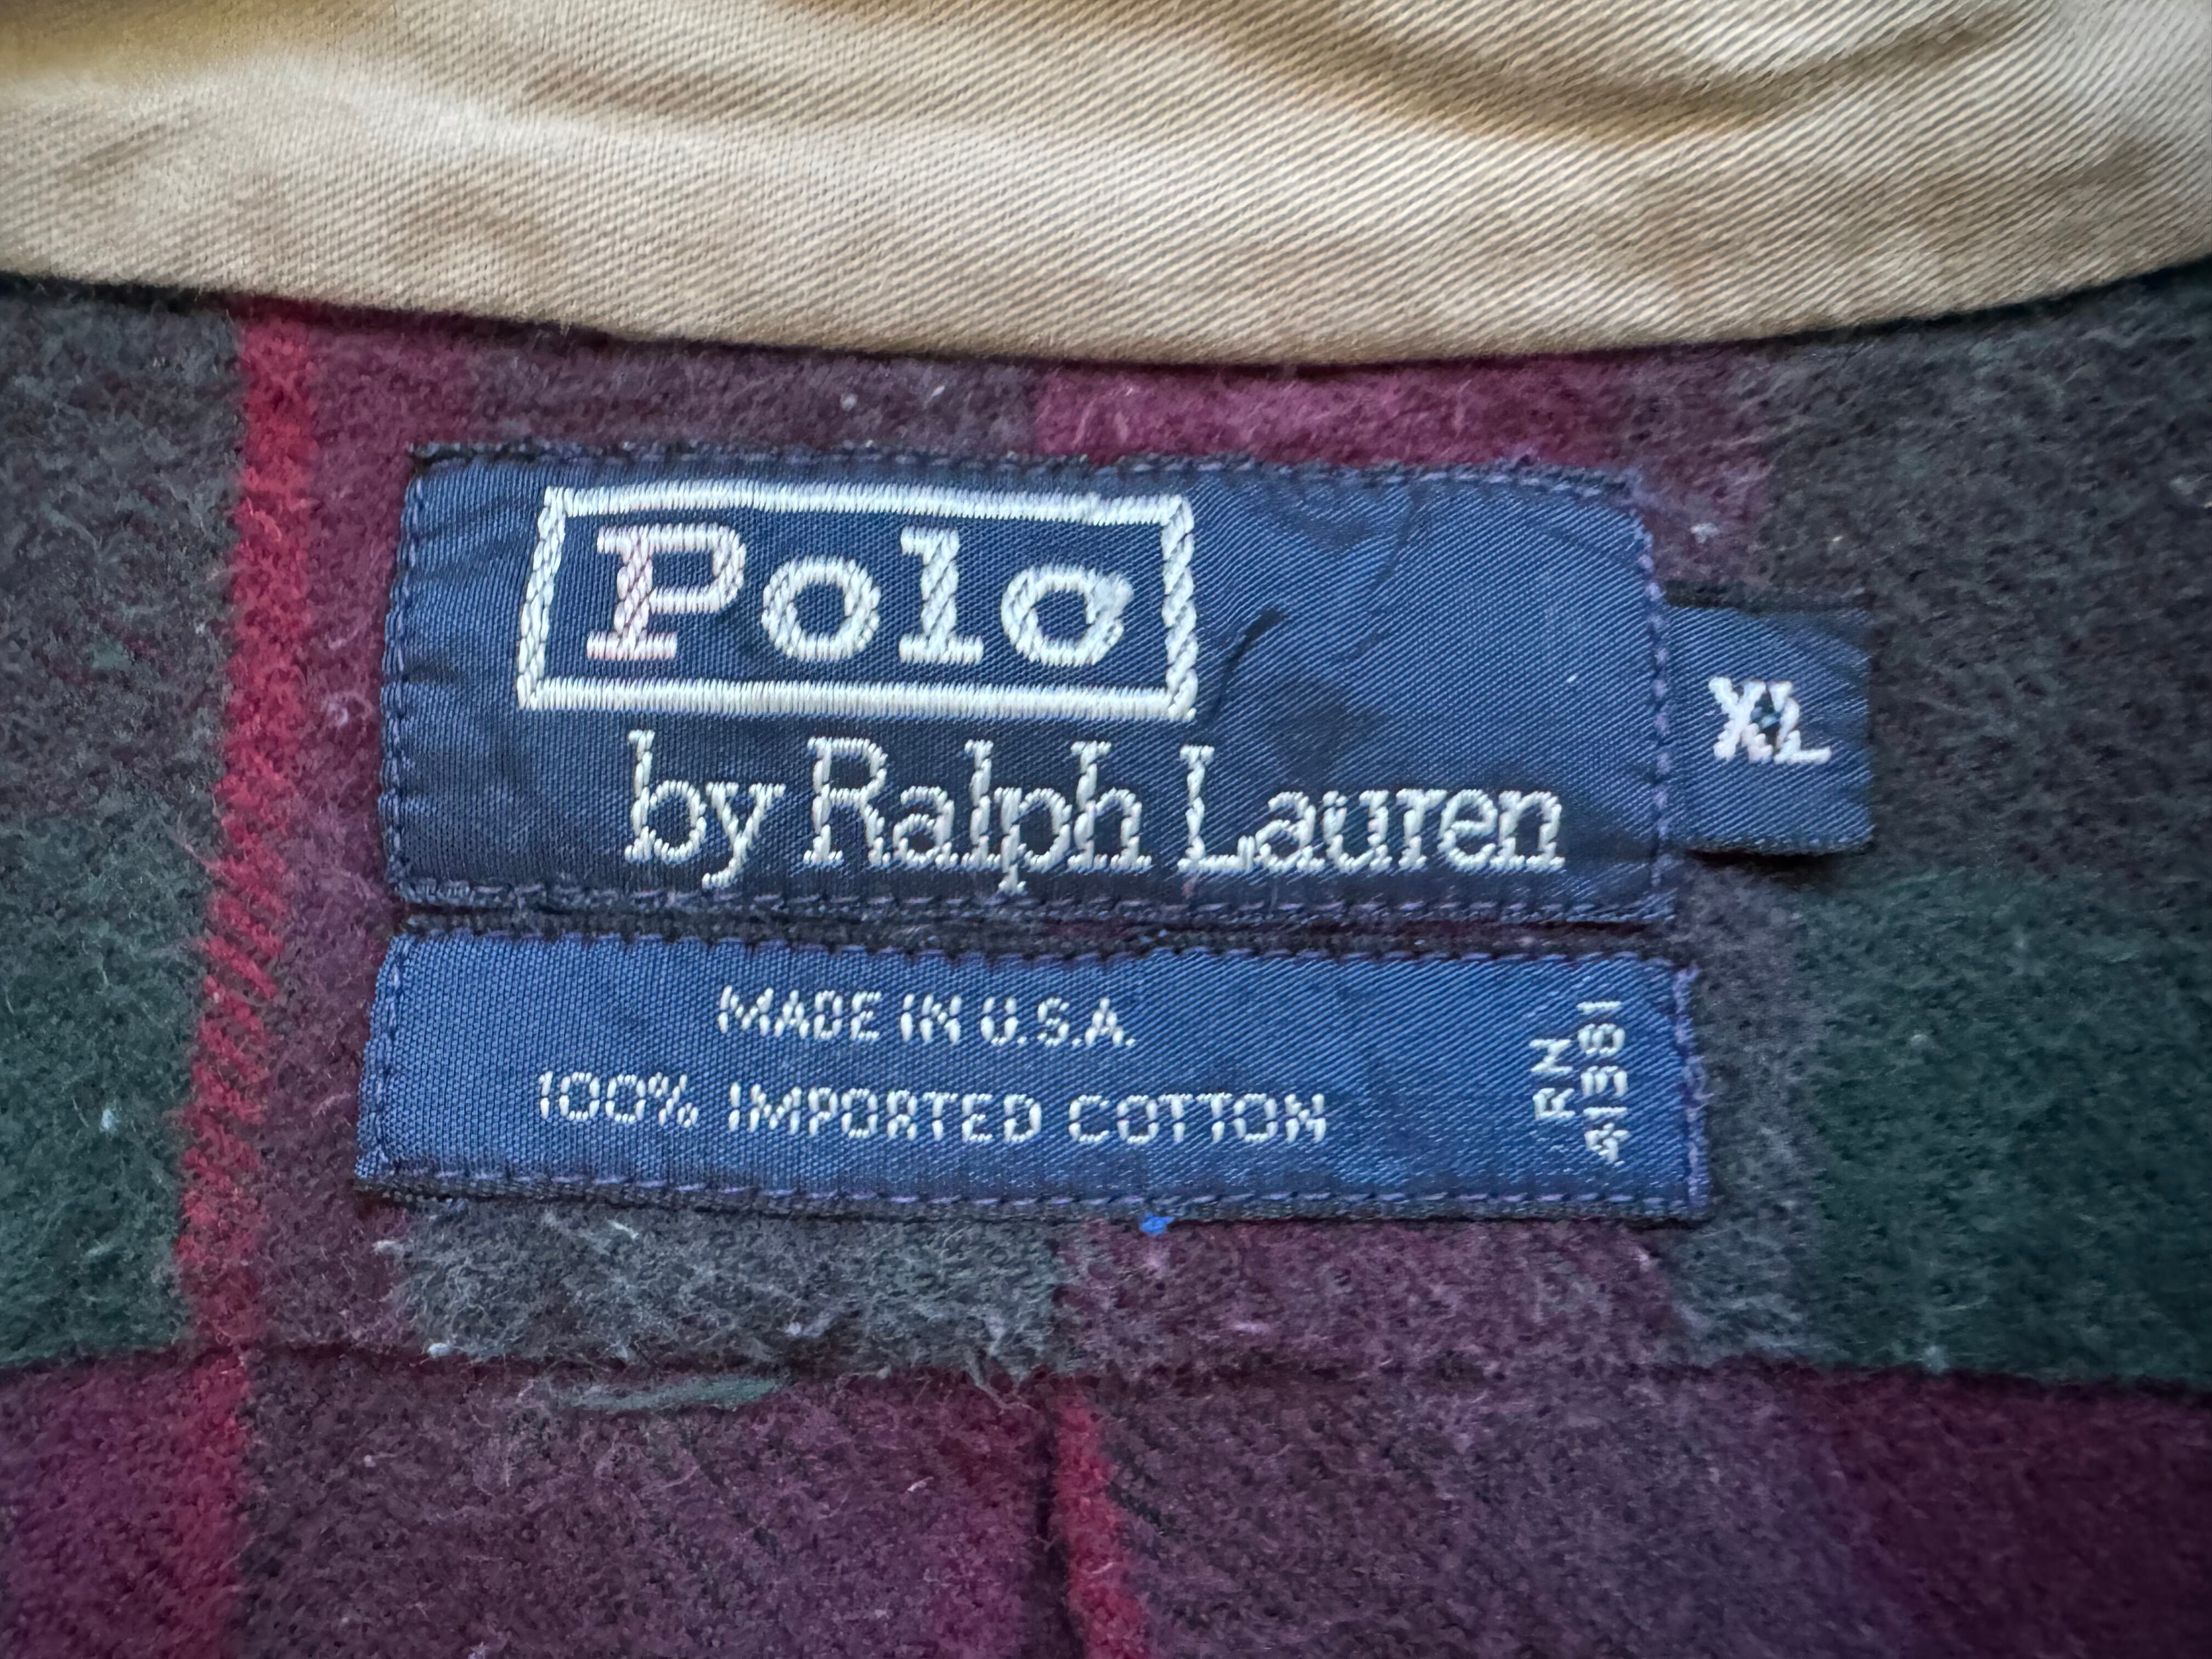 Polo
by Ralph Lauren
XL
MADE IN U.S.A.
100% IMPORTED COTTON
RN
41381